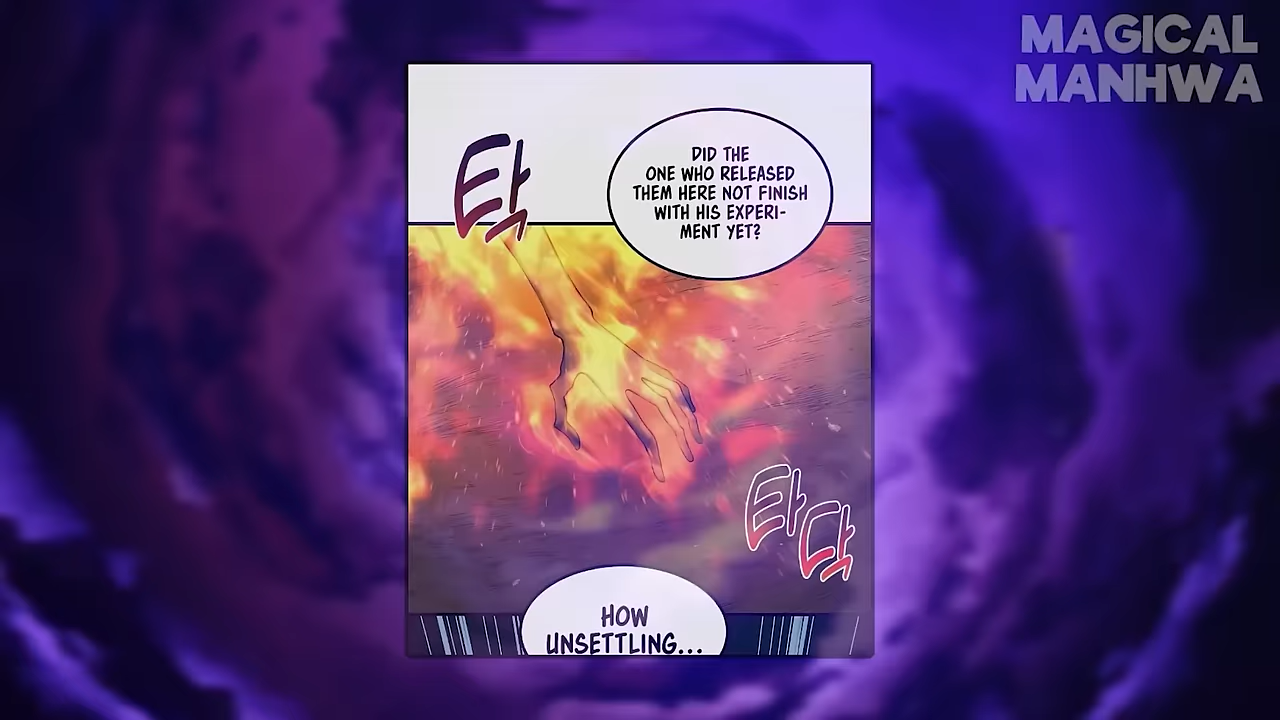 MAGICAL
MANHWA
탁
DID THE
ONE WHO RELEASED
THEM HERE NOT FINISH
WITH HIS EXPERI-
MENT YET?
타닥
HOW
UNSETTLING...